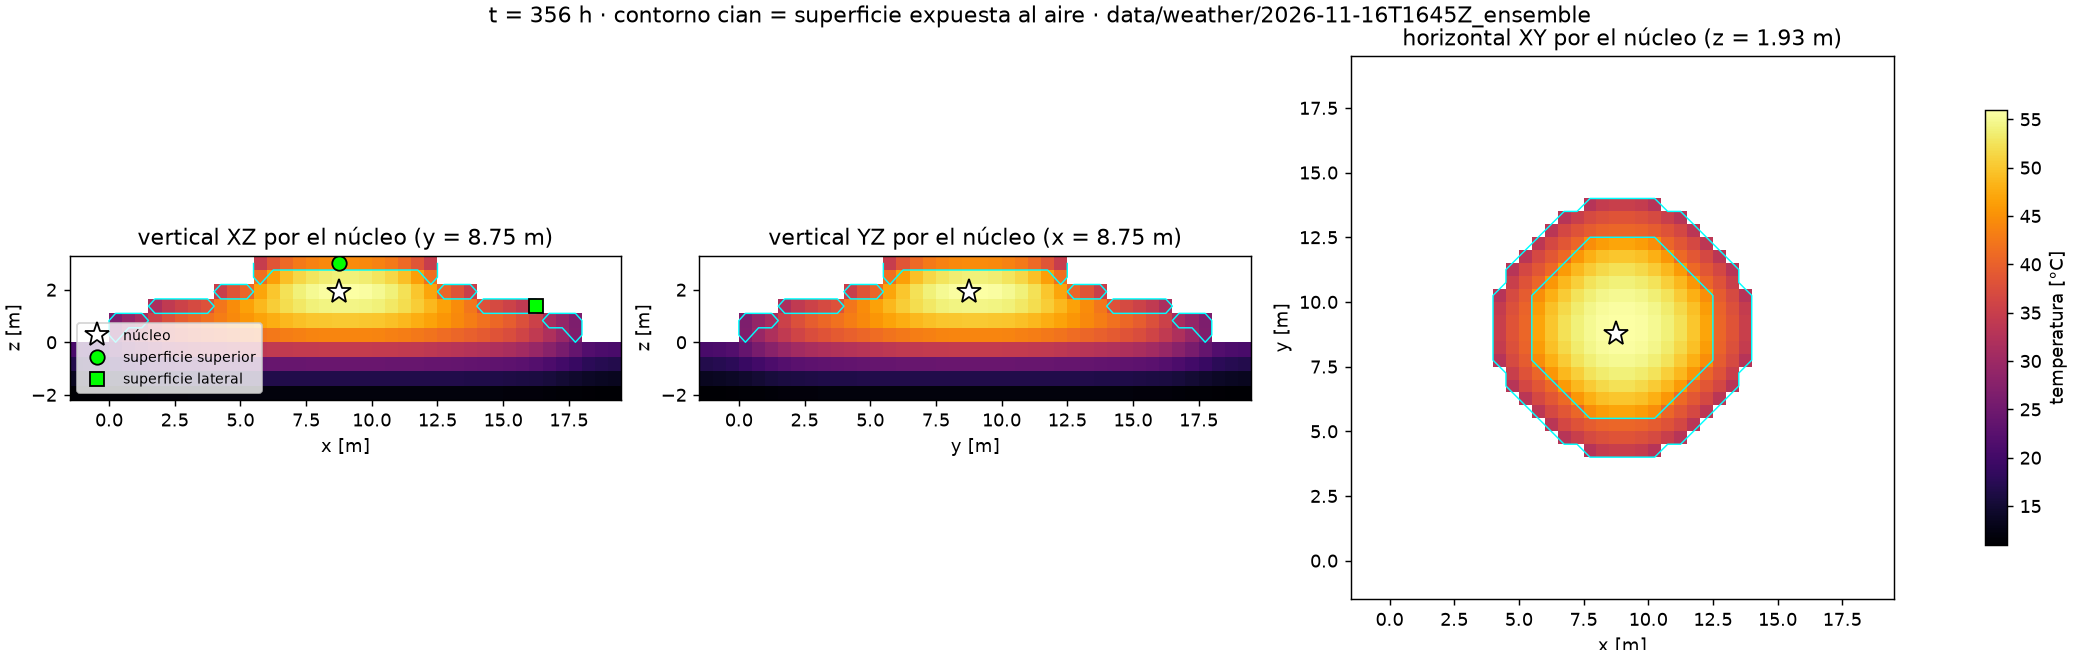 t = 356 h · contorno cian = superficie expuesta al aire · data/weather/2026-11-16T1645Z_ensemble
vertical XZ por el núcleo (y = 8.75 m)
z [m]
2
0
−2
0.0 2.5 5.0 7.5 10.0 12.5 15.0 17.5
x [m]
núcleo
superficie superior
superficie lateral
vertical YZ por el núcleo (x = 8.75 m)
z [m]
2
0
−2
0.0 2.5 5.0 7.5 10.0 12.5 15.0 17.5
y [m]
horizontal XY por el núcleo (z = 1.93 m)
y [m]
17.5
15.0
12.5
10.0
7.5
5.0
2.5
0.0
0.0 2.5 5.0 7.5 10.0 12.5 15.0 17.5
x [m]
55
50
45
40
35
30
25
20
15
temperatura [°C]